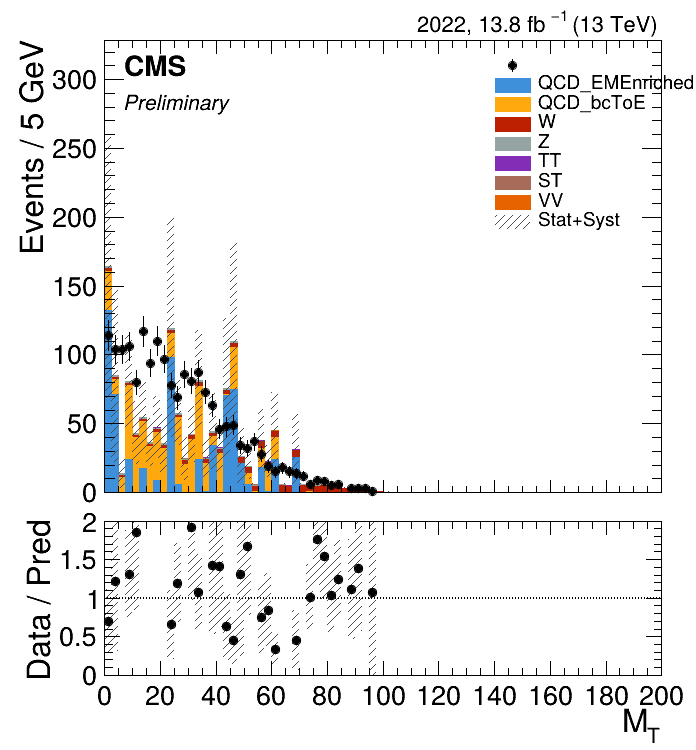 2022, 13.8 fb⁻¹ (13 TeV)
CMS
Preliminary
QCD_EMEnriched
QCD_bcToE
W
Z
TT
ST
VV
Stat+Syst
Events / 5 GeV
300
250
200
150
100
50
0
Data / Pred
2
1.5
1
0.5
0
0 20 40 60 80 100 120 140 160 180 200
M_T